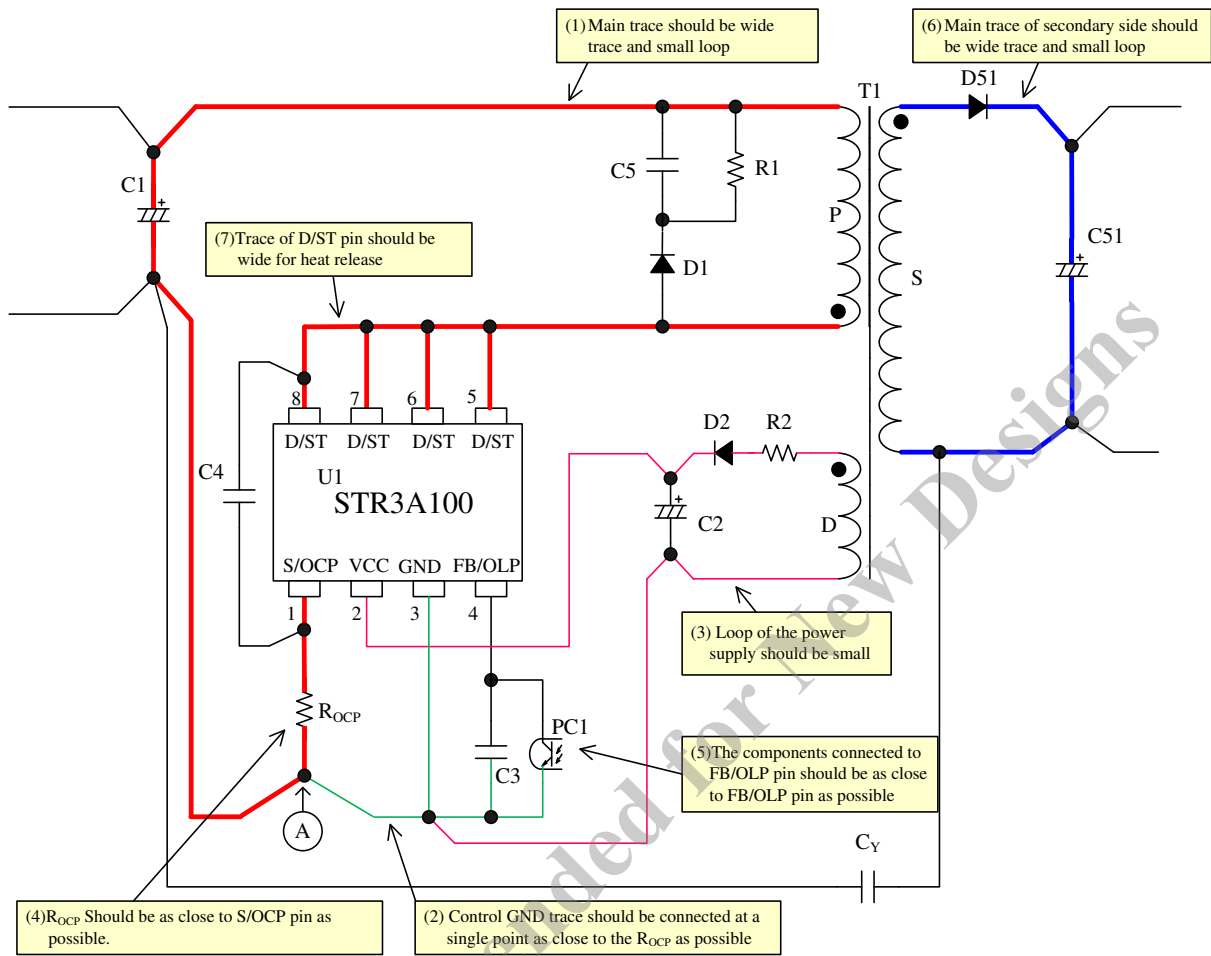 (1) Main trace should be wide
trace and small loop
(6) Main trace of secondary side should
be wide trace and small loop
D51
T1
C1
+
C5
R1
P
S
C51
+
(7)Trace of D/ST pin should be
wide for heat release
D1
8
7
6
5
D/ST
D/ST
D/ST
D/ST
U1
STR3A100
C4
D2
R2
+
C2
D
S/OCP
VCC
GND
FB/OLP
1
2
3
4
(3) Loop of the power
supply should be small
ROCP
C3
PC1
(5)The components connected to
FB/OLP pin should be as close
to FB/OLP pin as possible
A
CY
(4)ROCP Should be as close to S/OCP pin as
possible.
(2) Control GND trace should be connected at a
single point as close to the ROCP as possible
nded for New Designs